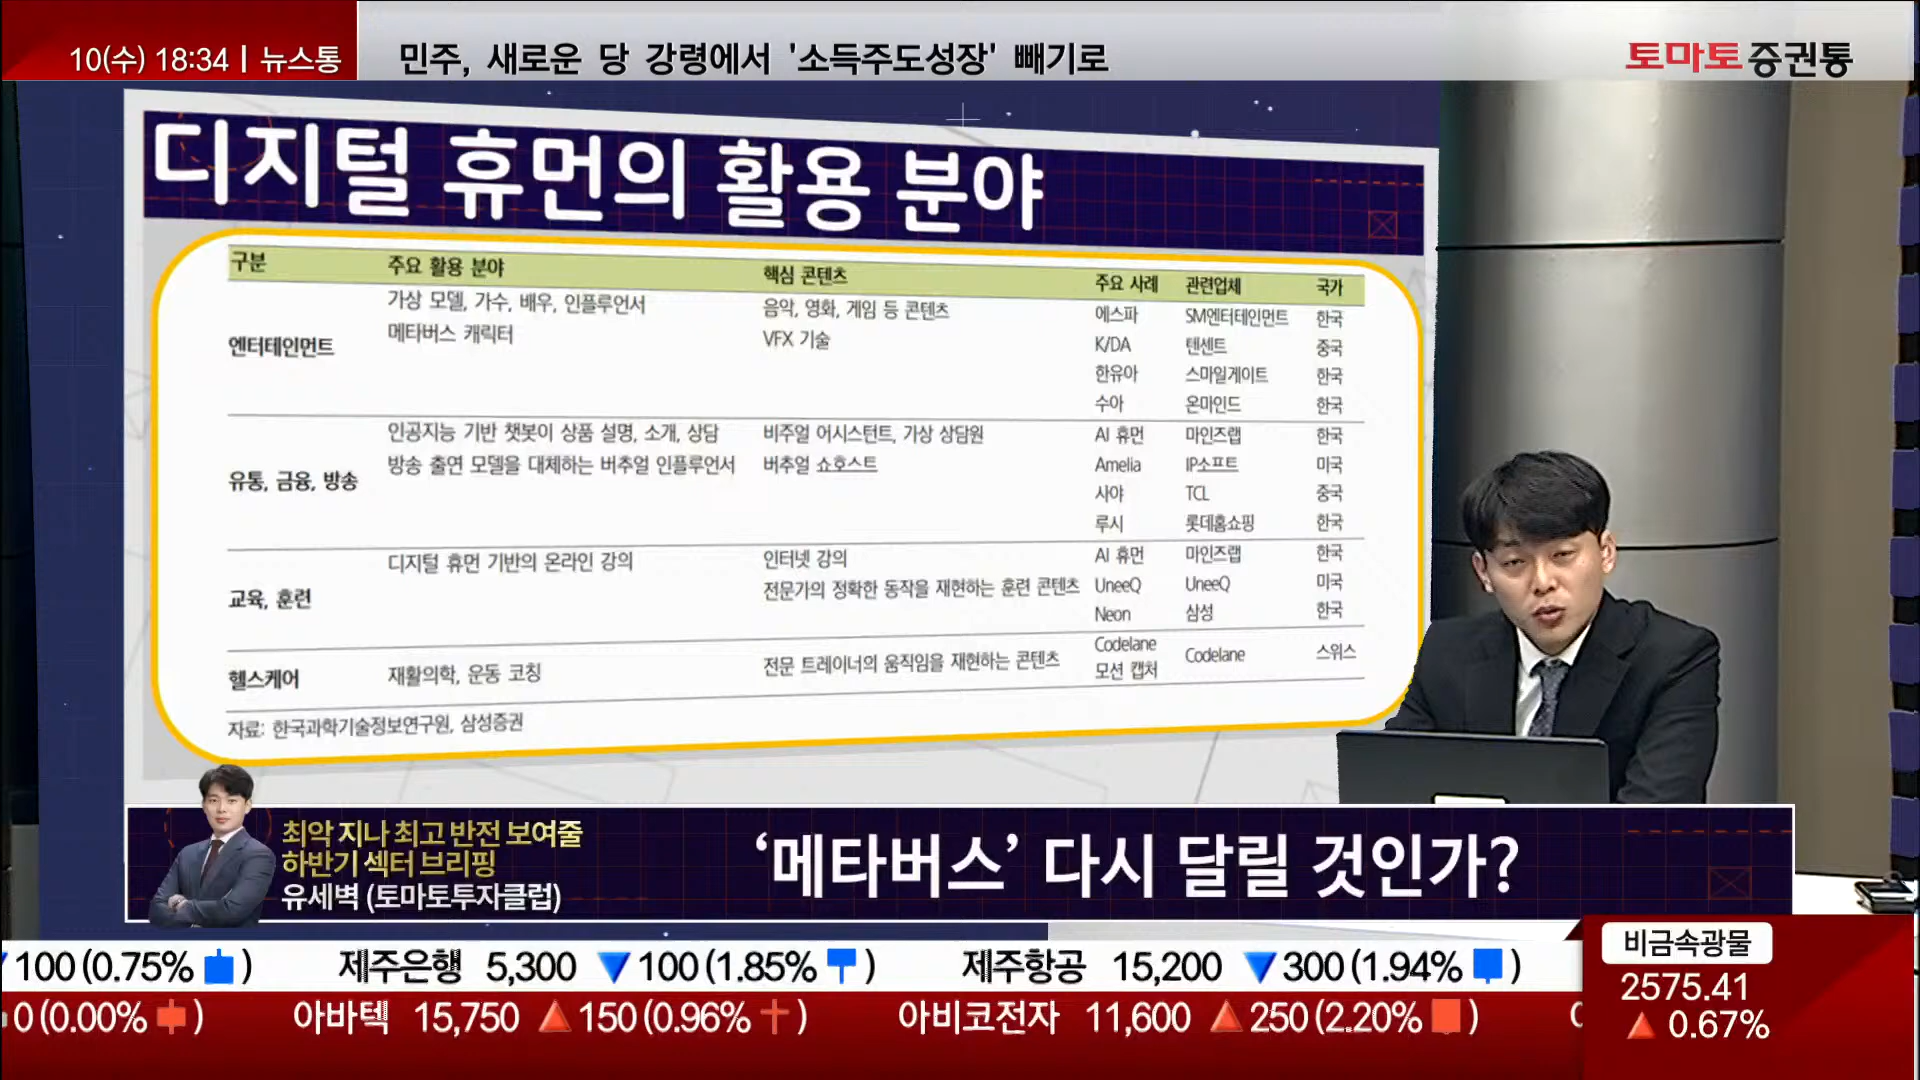 10(수) 18:34 | 뉴스통
민주, 새로운 당 강령에서 '소득주도성장' 빼기로
토마토증권통
디지털 휴먼의 활용 분야
구분 주요 활용 분야 핵심 콘텐츠 주요 사례 관련업체 국가
엔터테인먼트
가상 모델, 가수, 배우, 인플루언서
메타버스 캐릭터
음악, 영화, 게임 등 콘텐츠
VFX 기술
에스파 SM엔터테인먼트 한국
K/DA 텐센트 중국
한유아 스마일게이트 한국
수아 온마인드 한국
유통, 금융, 방송
인공지능 기반 챗봇이 상품 설명, 소개, 상담
방송 출연 모델을 대체하는 버추얼 인플루언서
비주얼 어시스턴트, 가상 상담원
버추얼 쇼호스트
AI 휴먼 마인즈랩 한국
Amelia IP소프트 미국
사야 TCL 중국
루시 롯데홈쇼핑 한국
교육, 훈련
디지털 휴먼 기반의 온라인 강의
인터넷 강의
전문가의 정확한 동작을 재현하는 훈련 콘텐츠
AI 휴먼 마인즈랩 한국
UneeQ UneeQ 미국
Neon 삼성 한국
헬스케어
재활의학, 운동 코칭
전문 트레이너의 움직임을 재현하는 콘텐츠
Codelane
모션 캡처
Codelane
스위스
자료: 한국과학기술정보연구원, 삼성증권
최악 지나 최고 반전 보여줄
하반기 섹터 브리핑
유세벽 (토마토투자클럽)
‘메타버스’ 다시 달릴 것인가?
▼100(0.75% ) 제주은행 5,300 ▼100(1.85% ) 제주항공 15,200 ▼300(1.94% )
0(0.00% ) 아바텍 15,750 ▲150(0.96% ) 아비코전자 11,600 ▲250(2.20% )
비금속광물
2575.41
▲ 0.67%